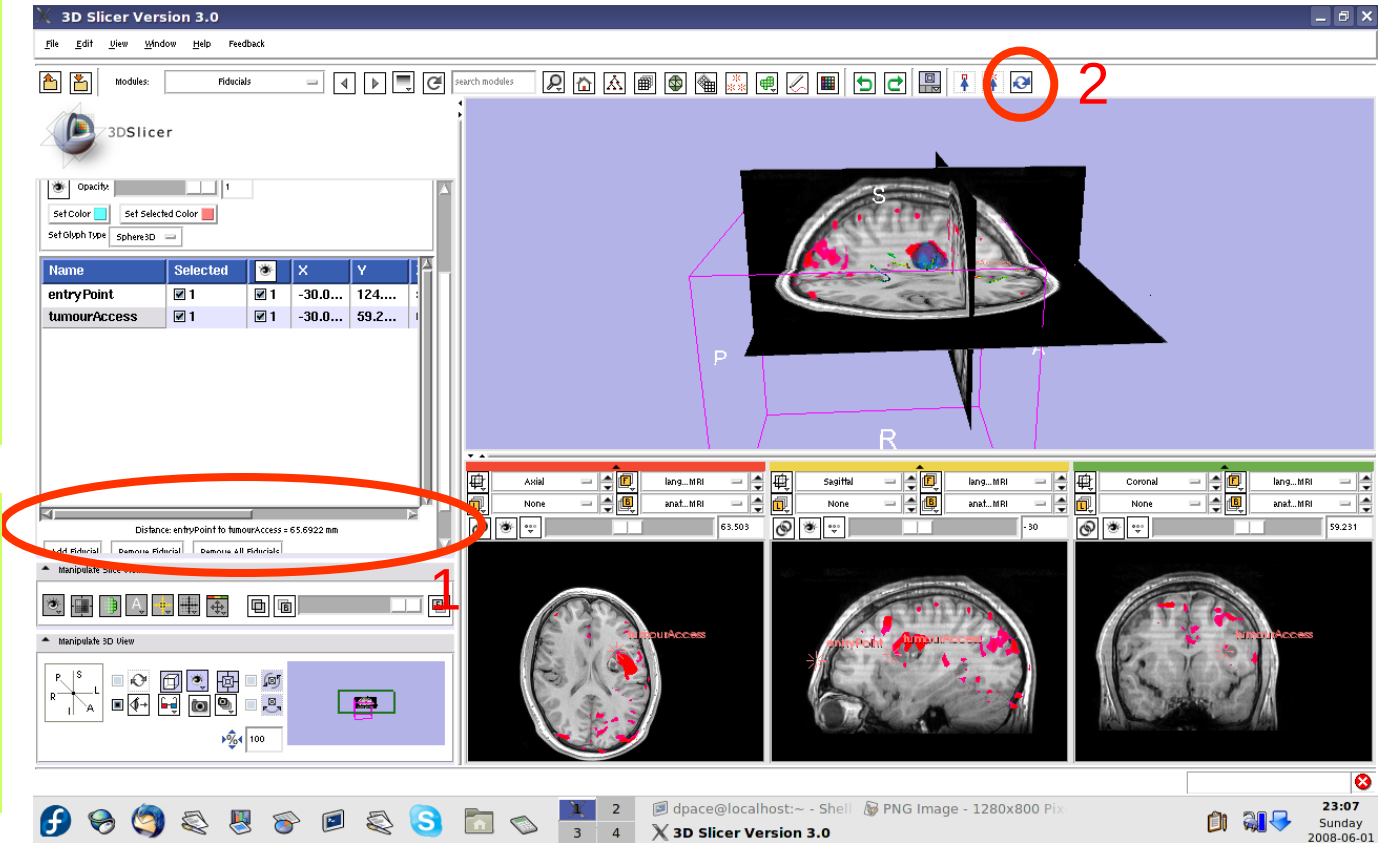 3D Slicer Version 3.0
File Edit View Window Help Feedback
Modules: Fiducials search modules
2
3DSlicer
Opacity: 1
Set Color Set Selected Color
Set Glyph Type Sphere3D
Name Selected X Y
entryPoint 1 1 -30.0... 124....
tumourAccess 1 1 -30.0... 59.2...
Distance: entryPoint to tumourAccess = 65.6922 mm
Add Fiducial Remove Fiducial Remove All Fiducials
1
Manipulate Slice Views
Manipulate 3D View
P S
R L
I A
100
S
P A
R
Axial lang...MRI
None anat...MRI
63.503
Sagittal lang...MRI
None anat...MRI
-30
Coronal lang...MRI
None anat...MRI
59.231
tumourAccess
entryPoint tumourAccess
tumourAccess
1 2
3 4
dpace@localhost:~ - Shell
PNG Image - 1280x800 Pix
3D Slicer Version 3.0
23:07
Sunday
2008-06-01